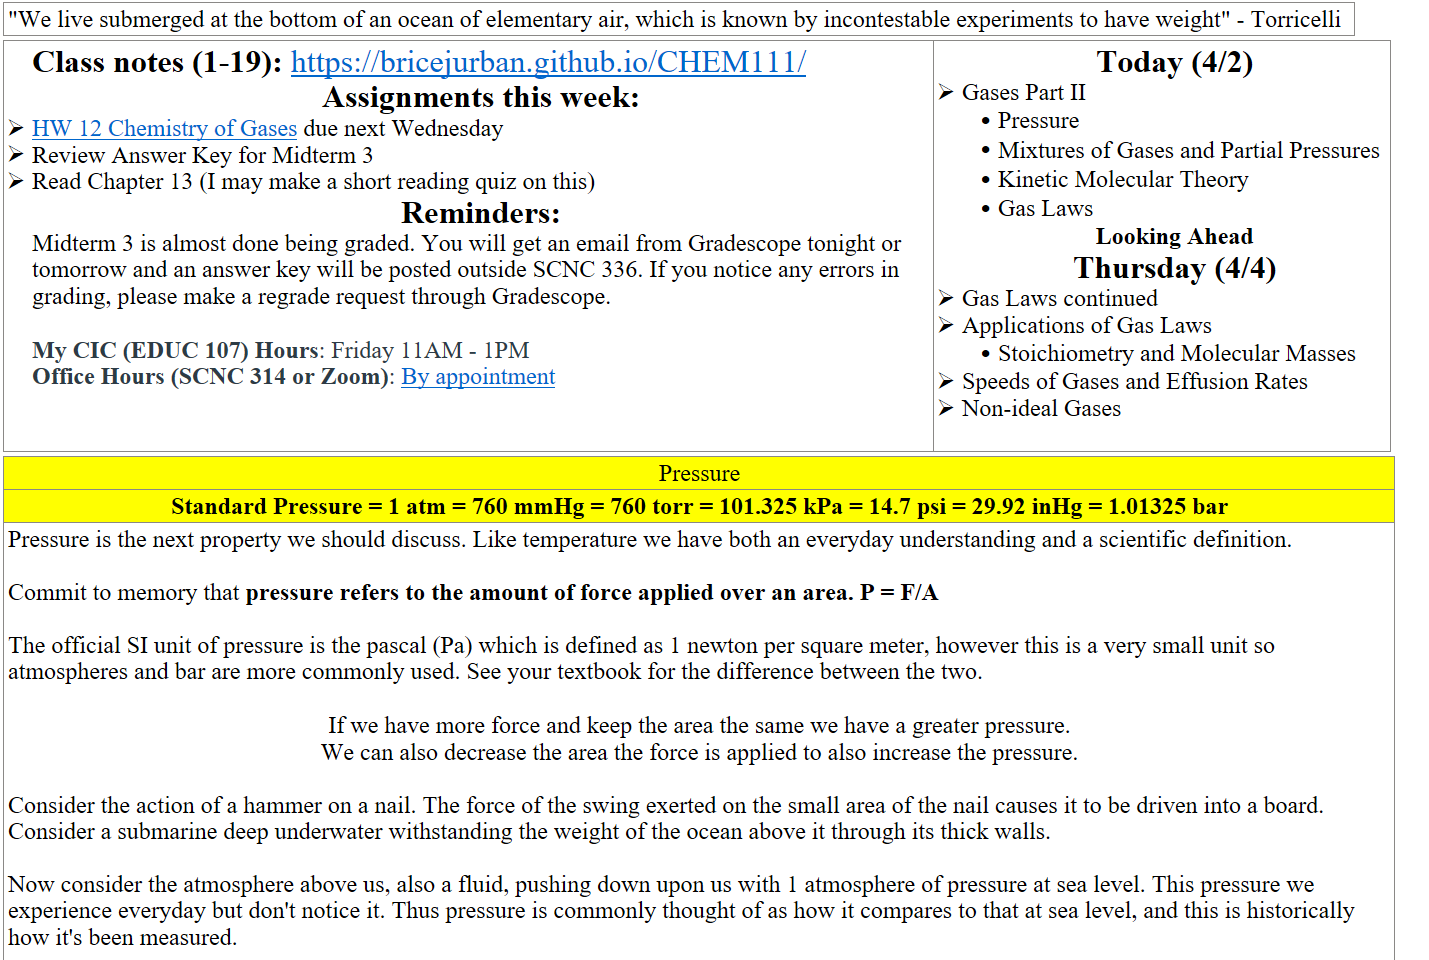 "We live submerged at the bottom of an ocean of elementary air, which is known by incontestable experiments to have weight" - Torricelli
Class notes (1-19): https://bricejurban.github.io/CHEM111/
Assignments this week:
➢ HW 12 Chemistry of Gases due next Wednesday
➢ Review Answer Key for Midterm 3
➢ Read Chapter 13 (I may make a short reading quiz on this)
Reminders:
Midterm 3 is almost done being graded. You will get an email from Gradescope tonight or
tomorrow and an answer key will be posted outside SCNC 336. If you notice any errors in
grading, please make a regrade request through Gradescope.
My CIC (EDUC 107) Hours: Friday 11AM - 1PM
Office Hours (SCNC 314 or Zoom): By appointment
Today (4/2)
➢ Gases Part II
• Pressure
• Mixtures of Gases and Partial Pressures
• Kinetic Molecular Theory
• Gas Laws
Looking Ahead
Thursday (4/4)
➢ Gas Laws continued
➢ Applications of Gas Laws
• Stoichiometry and Molecular Masses
➢ Speeds of Gases and Effusion Rates
➢ Non-ideal Gases
Pressure
Standard Pressure = 1 atm = 760 mmHg = 760 torr = 101.325 kPa = 14.7 psi = 29.92 inHg = 1.01325 bar
Pressure is the next property we should discuss. Like temperature we have both an everyday understanding and a scientific definition.
Commit to memory that pressure refers to the amount of force applied over an area. P = F/A
The official SI unit of pressure is the pascal (Pa) which is defined as 1 newton per square meter, however this is a very small unit so
atmospheres and bar are more commonly used. See your textbook for the difference between the two.
If we have more force and keep the area the same we have a greater pressure.
We can also decrease the area the force is applied to also increase the pressure.
Consider the action of a hammer on a nail. The force of the swing exerted on the small area of the nail causes it to be driven into a board.
Consider a submarine deep underwater withstanding the weight of the ocean above it through its thick walls.
Now consider the atmosphere above us, also a fluid, pushing down upon us with 1 atmosphere of pressure at sea level. This pressure we
experience everyday but don't notice it. Thus pressure is commonly thought of as how it compares to that at sea level, and this is historically
how it's been measured.